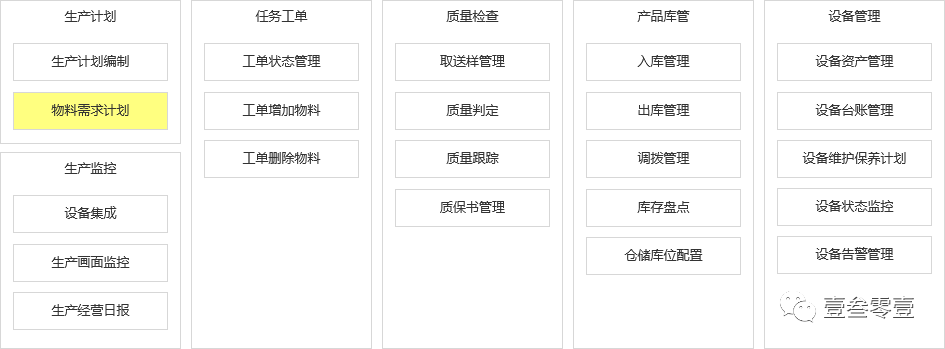 生产计划
生产计划编制
物料需求计划
生产监控
设备集成
生产画面监控
生产经营日报
任务工单
工单状态管理
工单增加物料
工单删除物料
质量检查
取送样管理
质量判定
质量跟踪
质保书管理
产品库管
入库管理
出库管理
调拨管理
库存盘点
仓储库位配置
设备管理
设备资产管理
设备台账管理
设备维护保养计划
设备状态监控
设备告警管理
壹叁零壹